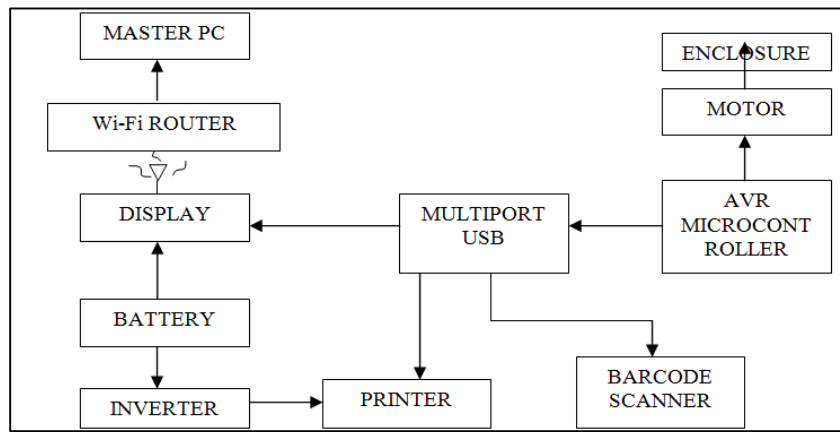 MASTER PC
ENCLOSURE
Wi-Fi ROUTER
MOTOR
DISPLAY
MULTIPORT
USB
AVR
MICROCONT
ROLLER
BATTERY
INVERTER
PRINTER
BARCODE
SCANNER